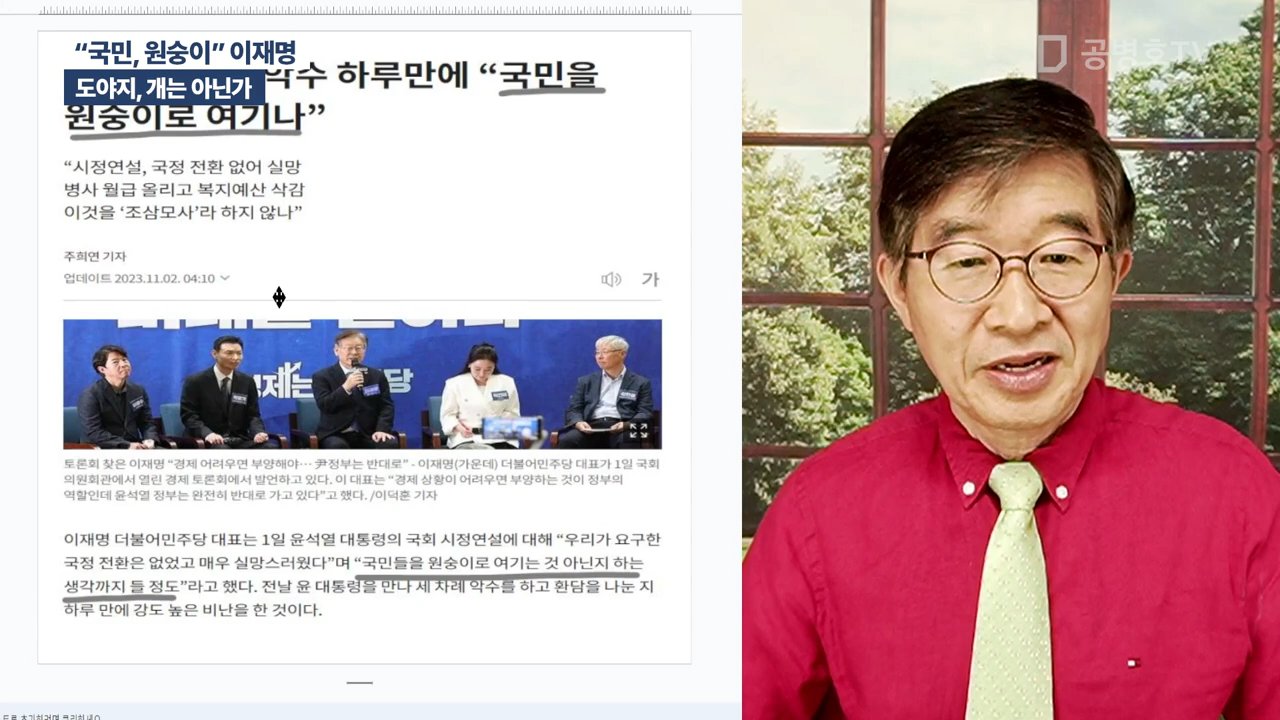 “국민, 원숭이” 이재명
도야지, 개는 아닌가
악수 하루만에 “국민을
원숭이로 여기나”
“시정연설, 국정 전환 없어 실망
병사 월급 올리고 복지예산 삭감
이것을 ‘조삼모사’라 하지 않나”
주희연 기자
업데이트 2023.11.02. 04:10
가
토론회 찾은 이재명 “경제 어려우면 부양해야… 尹정부는 반대로” - 이재명(가운데) 더불어민주당 대표가 1일 국회
의원회관에서 열린 경제 토론회에서 발언하고 있다. 이 대표는 “경제 상황이 어려우면 부양하는 것이 정부의
역할인데 윤석열 정부는 완전히 반대로 가고 있다”고 했다. /이덕훈 기자
이재명 더불어민주당 대표는 1일 윤석열 대통령의 국회 시정연설에 대해 “우리가 요구한
국정 전환은 없었고 매우 실망스러웠다”며 “국민들을 원숭이로 여기는 것 아닌지 하는
생각까지 들 정도”라고 했다. 전날 윤 대통령을 만나 세 차례 악수를 하고 환담을 나눈 지
하루 만에 강도 높은 비난을 한 것이다.
공병호TV